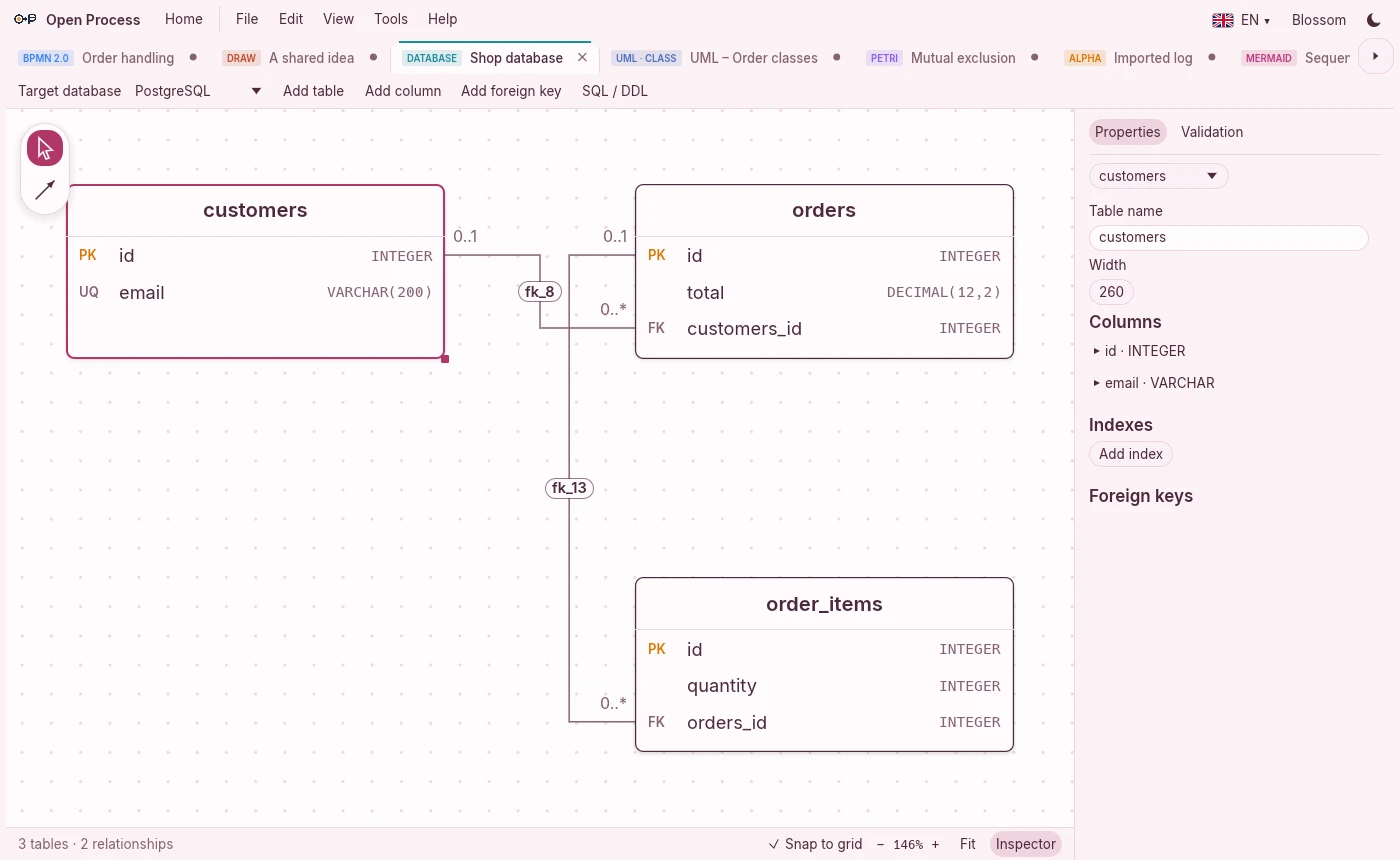 Open Process Home File Edit View Tools Help EN ▾ Blossom
BPMN 2.0 Order handling DRAW A shared idea DATABASE Shop database UML · CLASS UML – Order classes PETRI Mutual exclusion ALPHA Imported log MERMAID Sequer
Target database PostgreSQL Add table Add column Add foreign key SQL / DDL
Properties Validation
customers
Table name
customers
Width
260
Columns
id · INTEGER
email · VARCHAR
Indexes
Add index
Foreign keys
customers
PK id INTEGER
UQ email VARCHAR(200)
0..1
0..1
fk_8
0..*
orders
PK id INTEGER
total DECIMAL(12,2)
FK customers_id INTEGER
fk_13
0..*
order_items
PK id INTEGER
quantity INTEGER
FK orders_id INTEGER
3 tables · 2 relationships ✓ Snap to grid − 146% + Fit Inspector